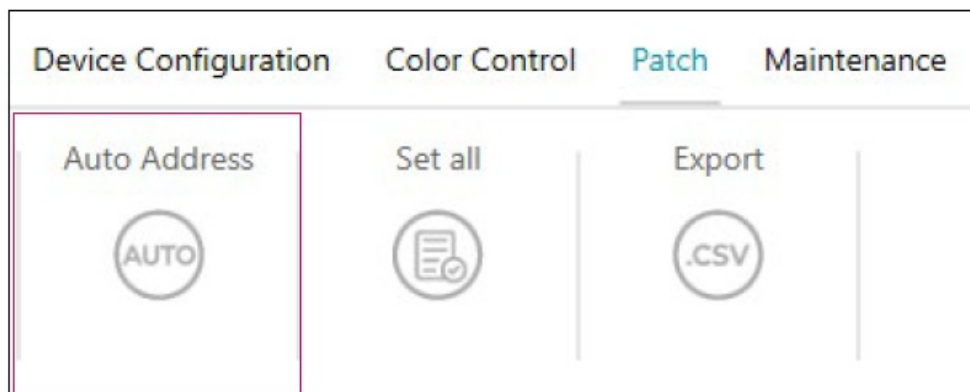 Device Configuration Color Control Patch Maintenance
Auto Address Set all Export
AUTO .CSV